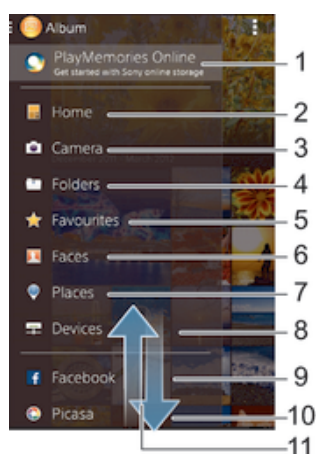 Album
PlayMemories Online
Get started with Sony online storage
1
Home
2
Camera
3
Folders
4
Favourites
5
Faces
6
Places
7
Devices
8
Facebook
9
Picasa
10
11